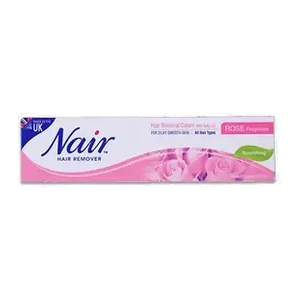 MADE IN THE
UK
Nair™
HAIR REMOVER
Hair Removal Cream
FOR SILKY SMOOTH SKIN | All Hair Types
ROSE Fragrance
Nourishing